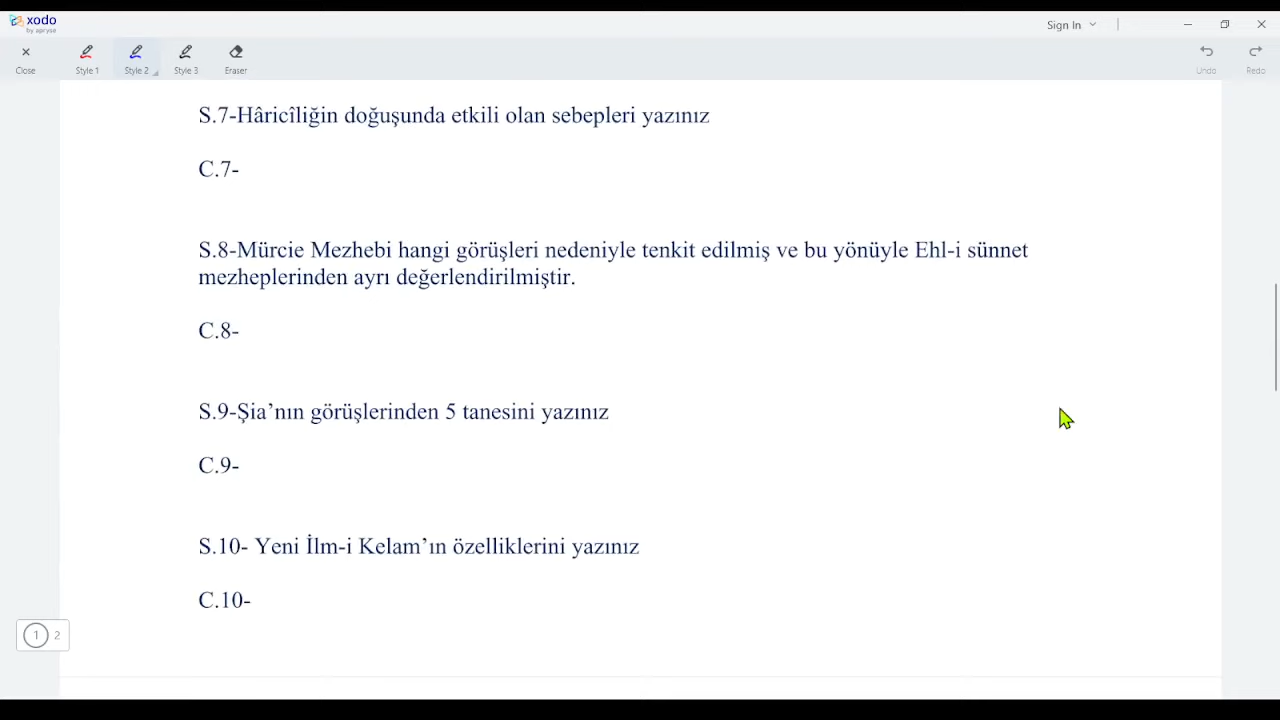 xodo
by apryse
Sign In
Close
Style 1
Style 2
Style 3
Eraser
Undo
Redo
S.7-Hâricîliğin doğuşunda etkili olan sebepleri yazınız
C.7-
S.8-Mürcie Mezhebi hangi görüşleri nedeniyle tenkit edilmiş ve bu yönüyle Ehl-i sünnet
mezheplerinden ayrı değerlendirilmiştir.
C.8-
S.9-Şia’nın görüşlerinden 5 tanesini yazınız
C.9-
S.10- Yeni İlm-i Kelam’ın özelliklerini yazınız
C.10-
1 2